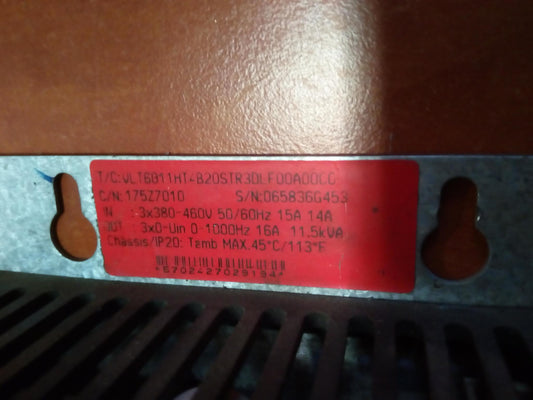 T/C: VLT6011HT4B20STR3DLF00A00C0
C/N: 175Z7010 S/N: 065836G453
IN : 3x380-460V 50/60Hz 15A 14A
OUT : 3x0-Uin 0-1000Hz 16A 11.5kVA
Chassis/IP20: Tamb MAX.45°C/113°F
*5702427029194*